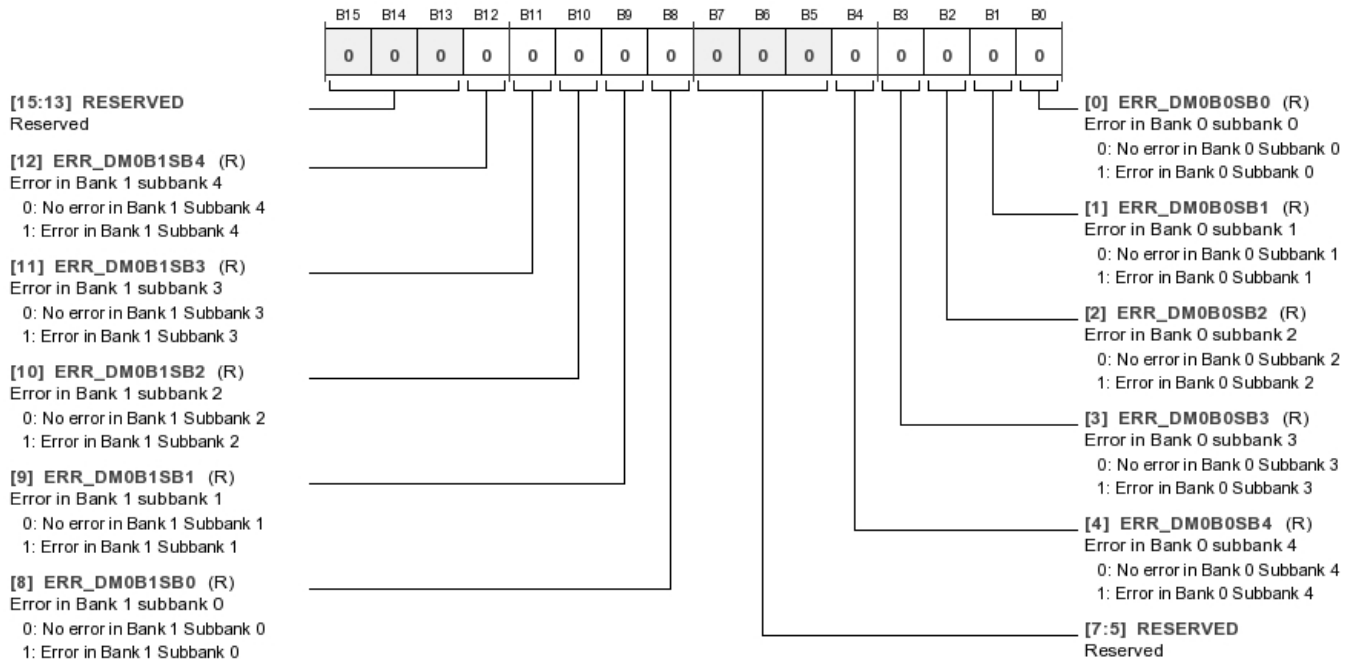 B15 B14 B13 B12 B11 B10 B9 B8 B7 B6 B5 B4 B3 B2 B1 B0
0 0 0 0 0 0 0 0 0 0 0 0 0 0 0 0
[15:13] RESERVED
Reserved
[12] ERR_DM0B1SB4 (R)
Error in Bank 1 subbank 4
0: No error in Bank 1 Subbank 4
1: Error in Bank 1 Subbank 4
[11] ERR_DM0B1SB3 (R)
Error in Bank 1 subbank 3
0: No error in Bank 1 Subbank 3
1: Error in Bank 1 Subbank 3
[10] ERR_DM0B1SB2 (R)
Error in Bank 1 subbank 2
0: No error in Bank 1 Subbank 2
1: Error in Bank 1 Subbank 2
[9] ERR_DM0B1SB1 (R)
Error in Bank 1 subbank 1
0: No error in Bank 1 Subbank 1
1: Error in Bank 1 Subbank 1
[8] ERR_DM0B1SB0 (R)
Error in Bank 1 subbank 0
0: No error in Bank 1 Subbank 0
1: Error in Bank 1 Subbank 0
[0] ERR_DM0B0SB0 (R)
Error in Bank 0 subbank 0
0: No error in Bank 0 Subbank 0
1: Error in Bank 0 Subbank 0
[1] ERR_DM0B0SB1 (R)
Error in Bank 0 subbank 1
0: No error in Bank 0 Subbank 1
1: Error in Bank 0 Subbank 1
[2] ERR_DM0B0SB2 (R)
Error in Bank 0 subbank 2
0: No error in Bank 0 Subbank 2
1: Error in Bank 0 Subbank 2
[3] ERR_DM0B0SB3 (R)
Error in Bank 0 subbank 3
0: No error in Bank 0 Subbank 3
1: Error in Bank 0 Subbank 3
[4] ERR_DM0B0SB4 (R)
Error in Bank 0 subbank 4
0: No error in Bank 0 Subbank 4
1: Error in Bank 0 Subbank 4
[7:5] RESERVED
Reserved